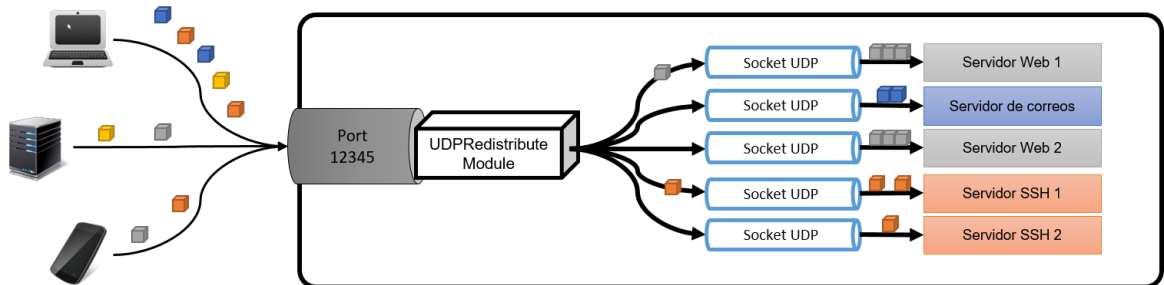 Port
12345
UDPRedistribute
Module
Socket UDP
Servidor Web 1
Socket UDP
Servidor de correos
Socket UDP
Servidor Web 2
Socket UDP
Servidor SSH 1
Socket UDP
Servidor SSH 2